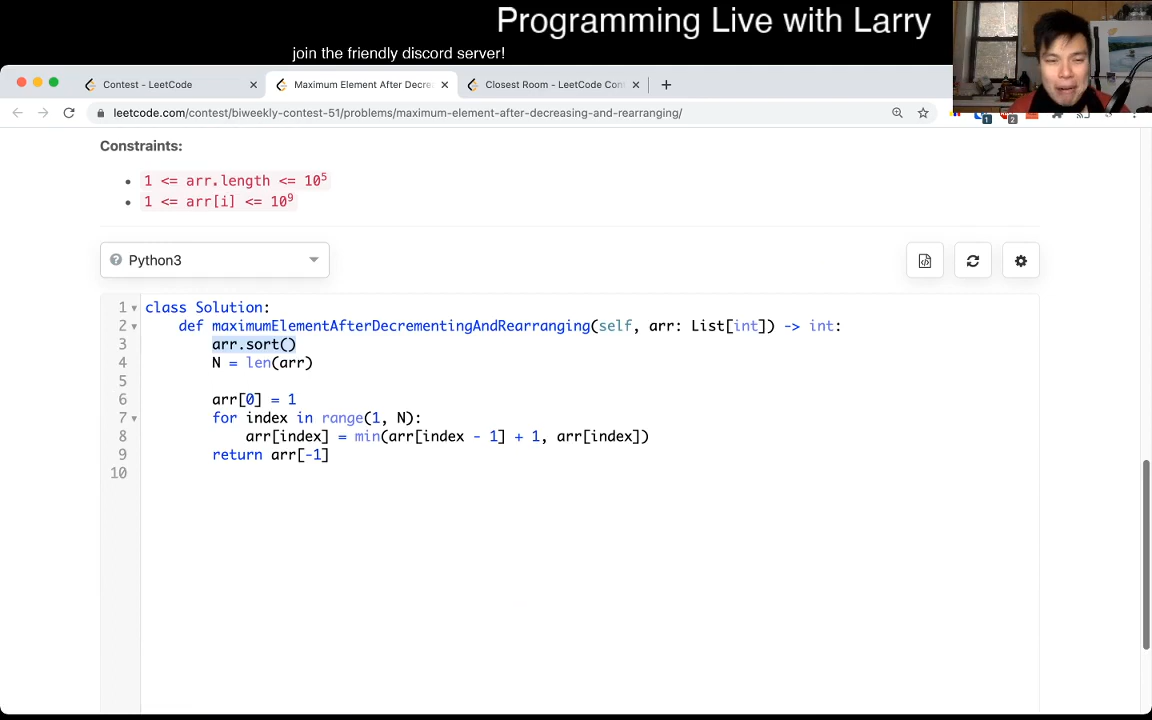 Programming Live with Larry
join the friendly discord server!
Contest - LeetCode
Maximum Element After Decre
Closest Room - LeetCode Con
leetcode.com/contest/biweekly-contest-51/problems/maximum-element-after-decreasing-and-rearranging/
Constraints:
1 <= arr.length <= 10⁵
1 <= arr[i] <= 10⁹
Python3
1 class Solution:
2 def maximumElementAfterDecrementingAndRearranging(self, arr: List[int]) -> int:
3 arr.sort()
4 N = len(arr)
5
6 arr[0] = 1
7 for index in range(1, N):
8 arr[index] = min(arr[index - 1] + 1, arr[index])
9 return arr[-1]
10